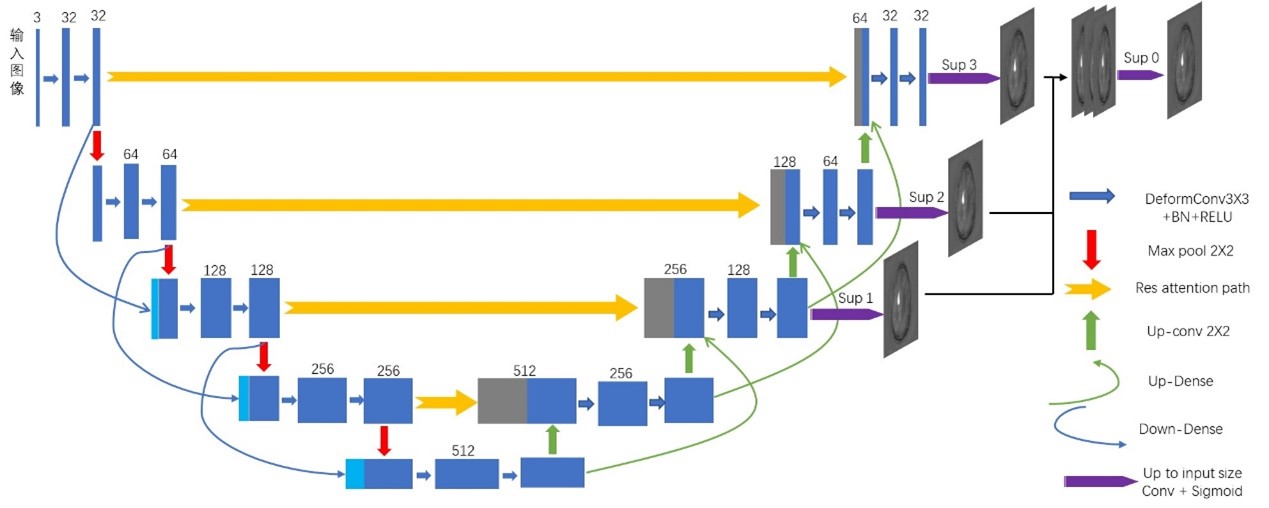 输
入
图
像
3 32 32
64 32 32
Sup 3
Sup 0
64 64
128 64
Sup 2
128 128
256 128
Sup 1
256 256
512 256
512
DeformConv3X3
+BN+RELU
Max pool 2X2
Res attention path
Up-conv 2X2
Up-Dense
Down-Dense
Up to input size
Conv + Sigmoid